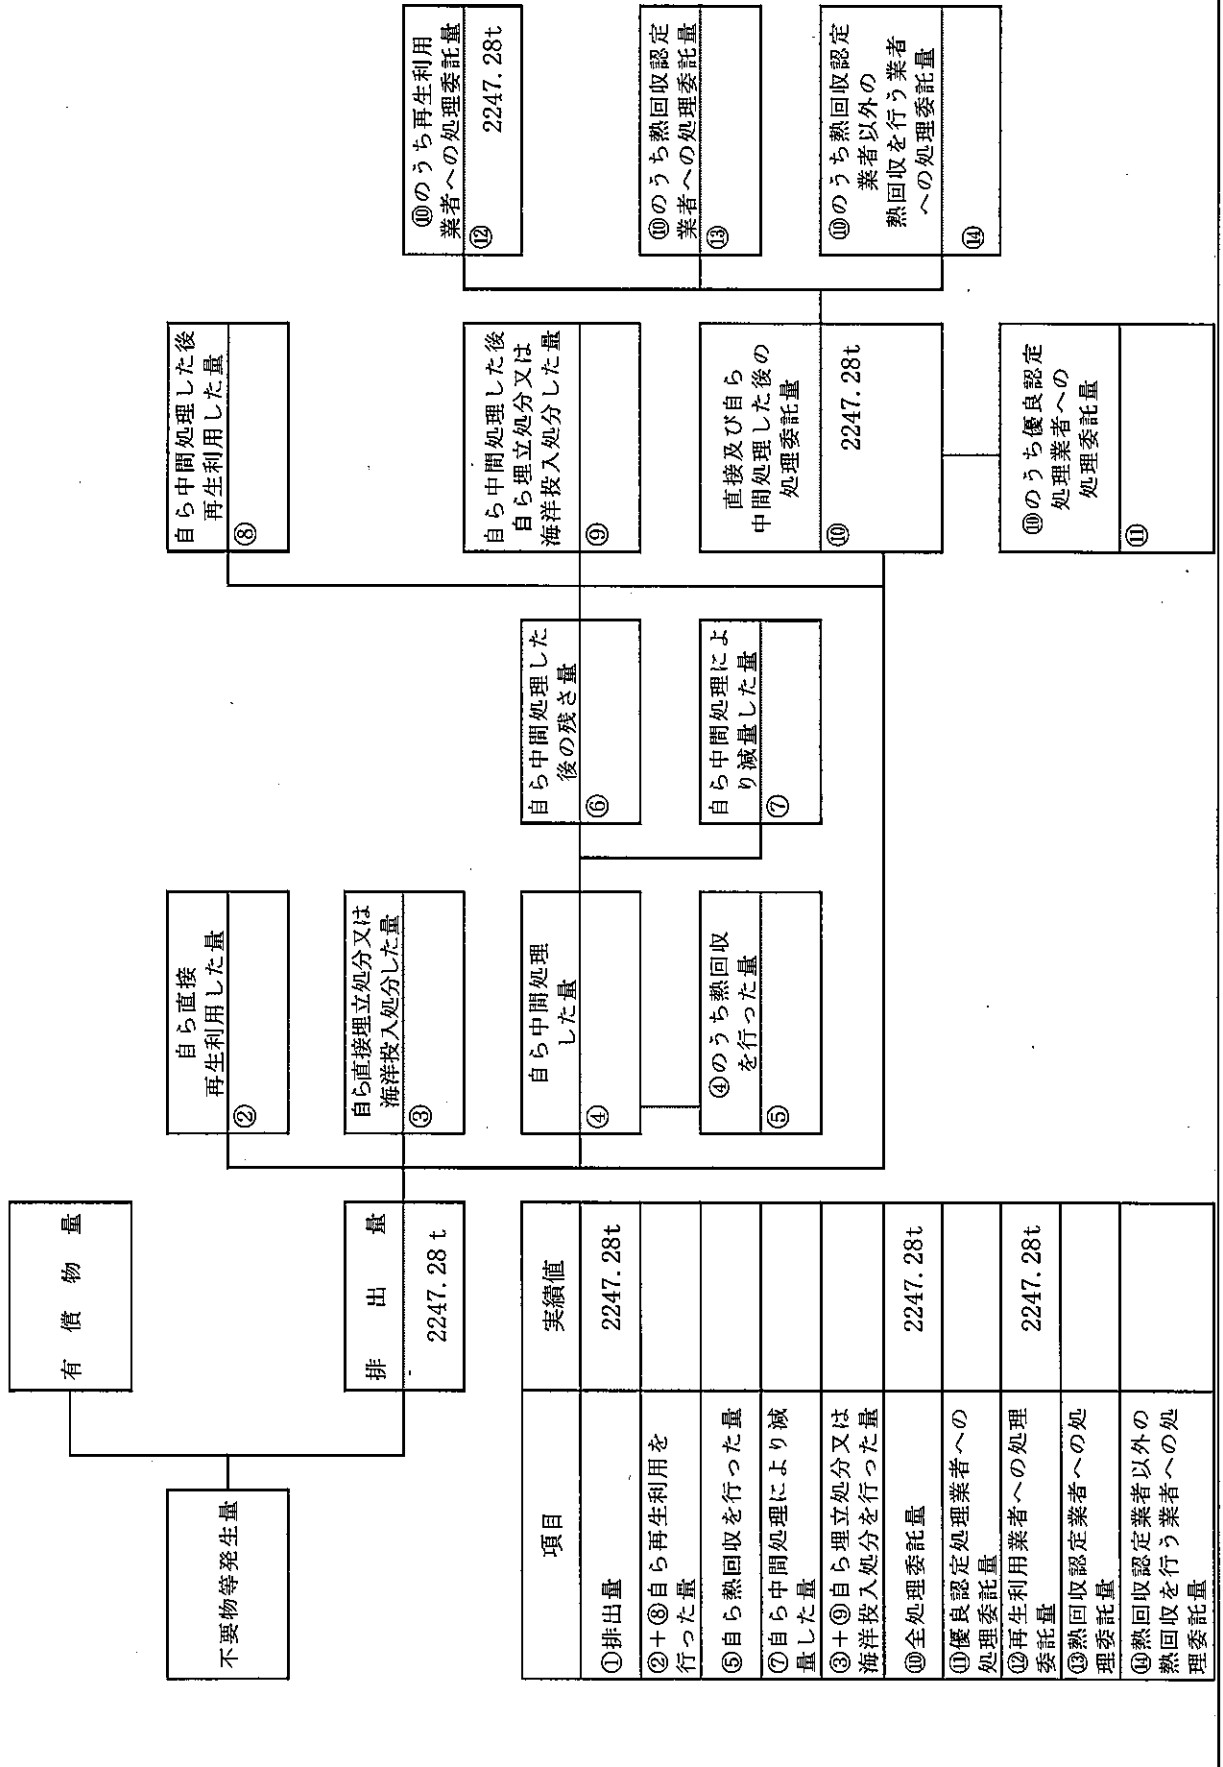 有償物量
不要物等発生量
排出量
2247.28 t
自ら直接
再生利用した量
②
自ら直接埋立処分又は
海洋投入処分した量
③
自ら中間処理
した量
④
④のうち熱回収
を行った量
⑤
自ら中間処理した
後の残さ量
⑥
自ら中間処理によ
り減量した量
⑦
自ら中間処理した後
再生利用した量
⑧
自ら中間処理した後
自ら埋立処分又は
海洋投入処分した量
⑨
直接及び自ら
中間処理した後の
処理委託量
⑩
2247.28t
⑩のうち優良認定
処理業者への
処理委託量
⑪
⑩のうち再生利用
業者への処理委託量
⑫
2247.28t
⑩のうち熱回収認定
業者への処理委託量
⑬
⑩のうち熱回収認定
業者以外の
熱回収を行う業者
への処理委託量
⑭
項目
実績値
①排出量
2247.28t
②+⑧自ら再生利用を
行った量
⑤自ら熱回収を行った量
⑦自ら中間処理により減
量した量
③+⑨自ら埋立処分又は
海洋投入処分を行った量
⑩全処理委託量
2247.28t
⑪優良認定処理業者への
処理委託量
⑫再生利用業者への処理
委託量
2247.28t
⑬熱回収認定業者への処
理委託量
⑭熱回収認定業者以外の
熱回収を行う業者への処
理委託量